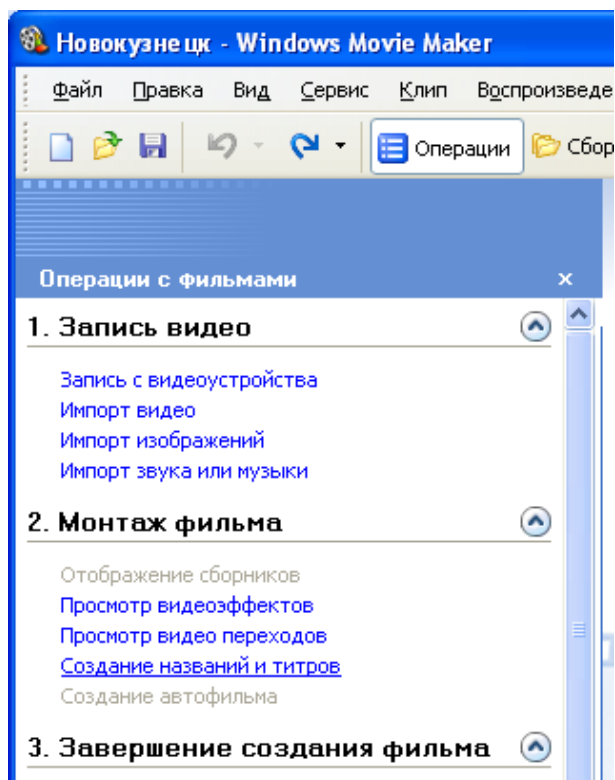 Новокузнецк - Windows Movie Maker
Файл Правка Вид Сервис Клип Воспроизведе
Операции Сбор
Операции с фильмами
1. Запись видео
Запись с видеоустройства
Импорт видео
Импорт изображений
Импорт звука или музыки
2. Монтаж фильма
Отображение сборников
Просмотр видеоэффектов
Просмотр видео переходов
Создание названий и титров
Создание автофильма
3. Завершение создания фильма